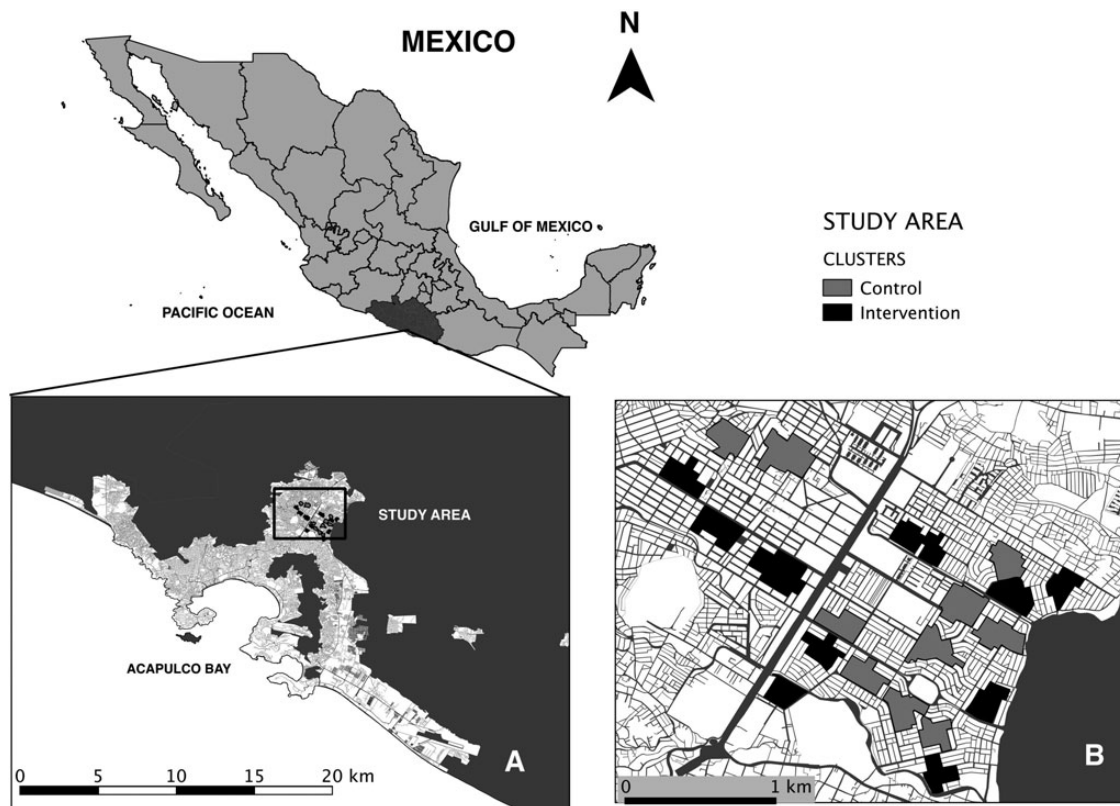 MEXICO
N
GULF OF MEXICO
PACIFIC OCEAN
STUDY AREA
CLUSTERS
Control
Intervention
STUDY AREA
ACAPULCO BAY
A
0 5 10 15 20 km
B
0 1 km